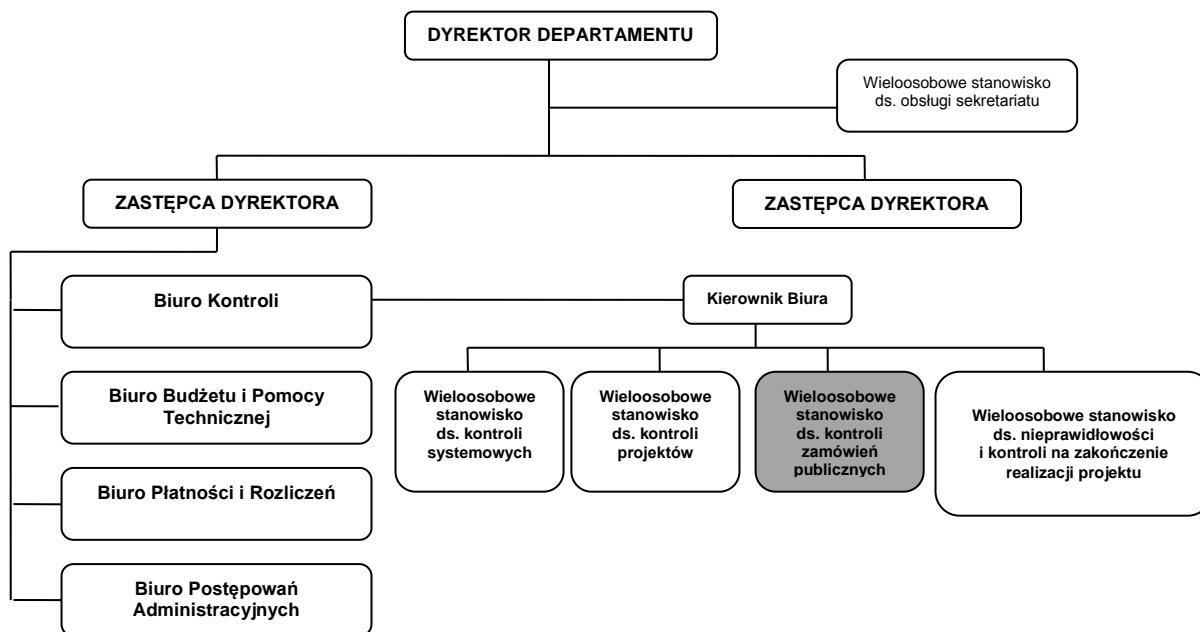 DYREKTOR DEPARTAMENTU
Wieloosobowe stanowisko
ds. obsługi sekretariatu
ZASTĘPCA DYREKTORA
ZASTĘPCA DYREKTORA
Biuro Kontroli
Kierownik Biura
Wieloosobowe
stanowisko
ds. kontroli
systemowych
Wieloosobowe
stanowisko
ds. kontroli
projektów
Wieloosobowe
stanowisko
ds. kontroli
zamówień
publicznych
Wieloosobowe stanowisko
ds. nieprawidłowości
i kontroli na zakończenie
realizacji projektu
Biuro Budżetu i Pomocy
Technicznej
Biuro Płatności i Rozliczeń
Biuro Postępowań
Administracyjnych